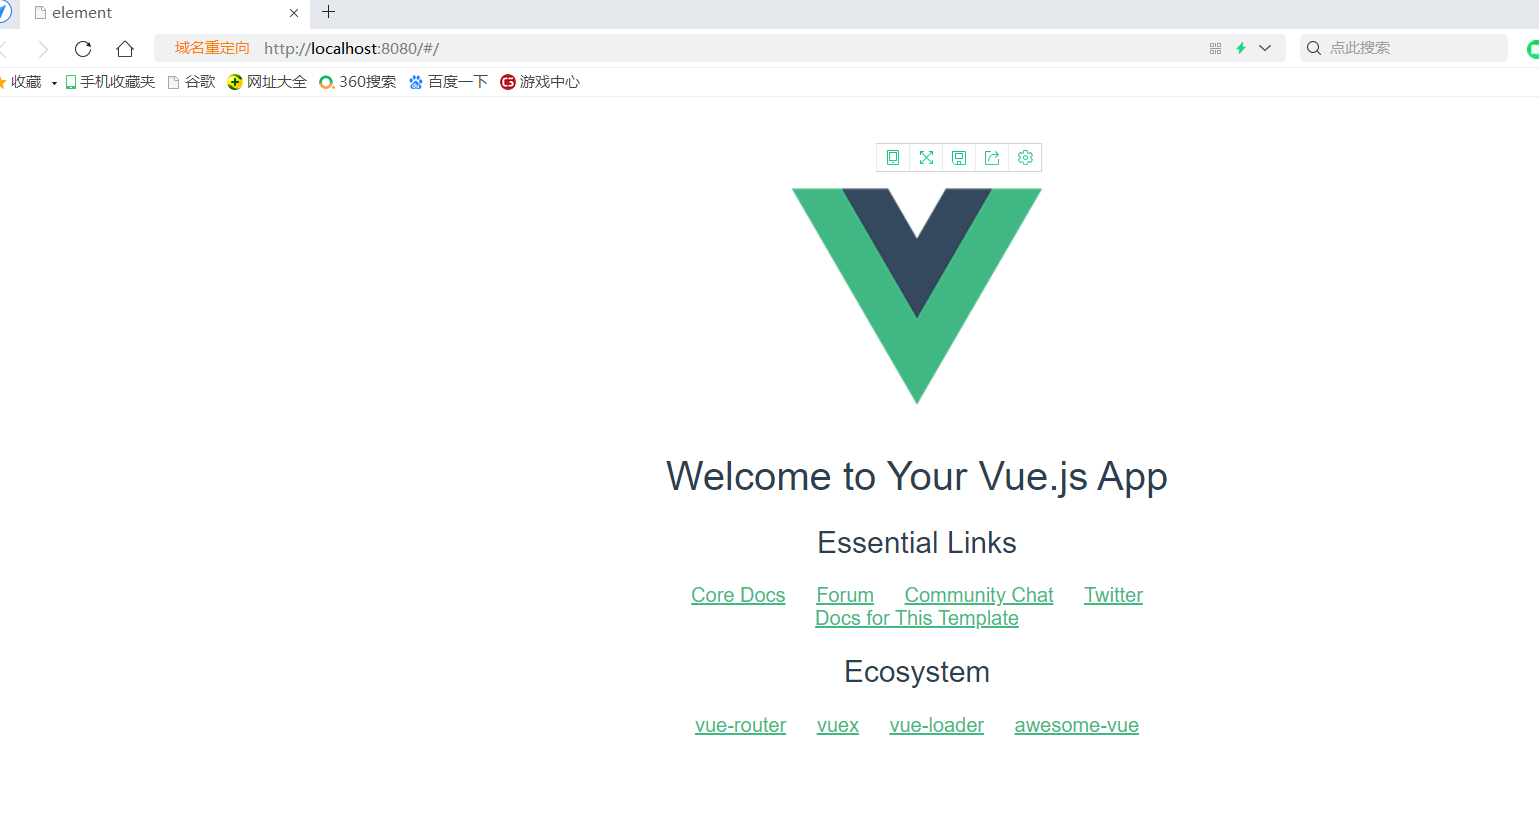 element
域名重定向 http://localhost:8080/#/ 点此搜索
收藏 手机收藏夹 谷歌 网址大全 360搜索 百度一下 游戏中心
Welcome to Your Vue.js App
Essential Links
Core Docs Forum Community Chat Twitter
Docs for This Template
Ecosystem
vue-router vuex vue-loader awesome-vue